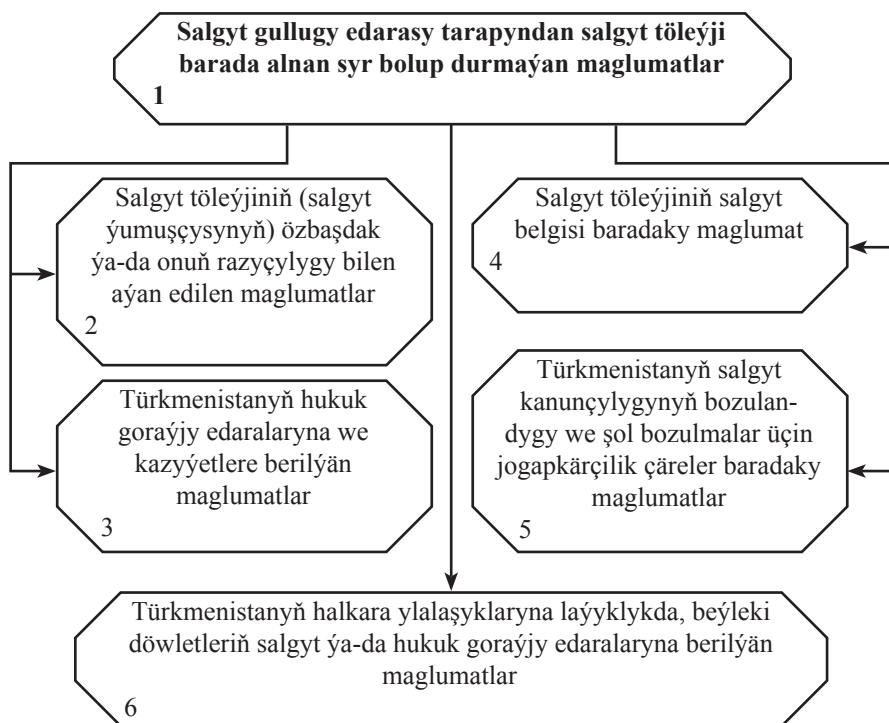 Salgyt gullugy edarasy tarapyndan salgyt töleýji
barada alnan syr bolup durmaýan maglumatlar
1
Salgyt töleýjiniň (salgyt
ýumuşçysynyň) özbaşdak
ýa-da onuň razyçylygy bilen
aýan edilen maglumatlar
2
Türkmenistanyň hukuk
goraýjy edaralaryna we
kazyýetlere berilýän
maglumatlar
3
Salgyt töleýjiniň salgyt
belgisi baradaky maglumat
4
Türkmenistanyň salgyt
kanunçylygynyň bozulan-
dygy we şol bozulmalar üçin
jogapkärçilik çäreler baradaky
maglumatlar
5
Türkmenistanyň halkara ylalaşyklaryna laýyklykda, beýleki
döwletleriň salgyt ýa-da hukuk goraýjy edaralaryna berilýän
maglumatlar
6